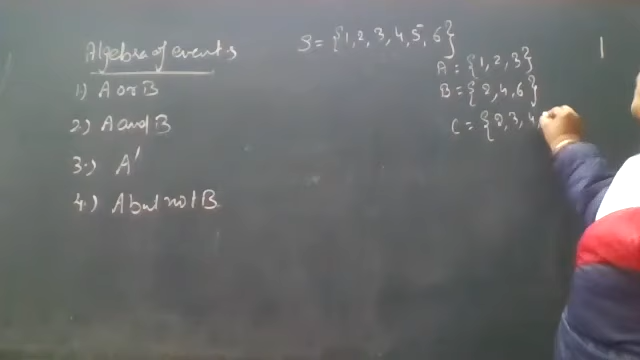 Algebra of events
1) A or B
2) A and B
3.) A'
4.) A but not B
S = {1, 2, 3, 4, 5, 6}
A = {1, 2, 3}
B = {2, 4, 6}
C = {2, 3, 4